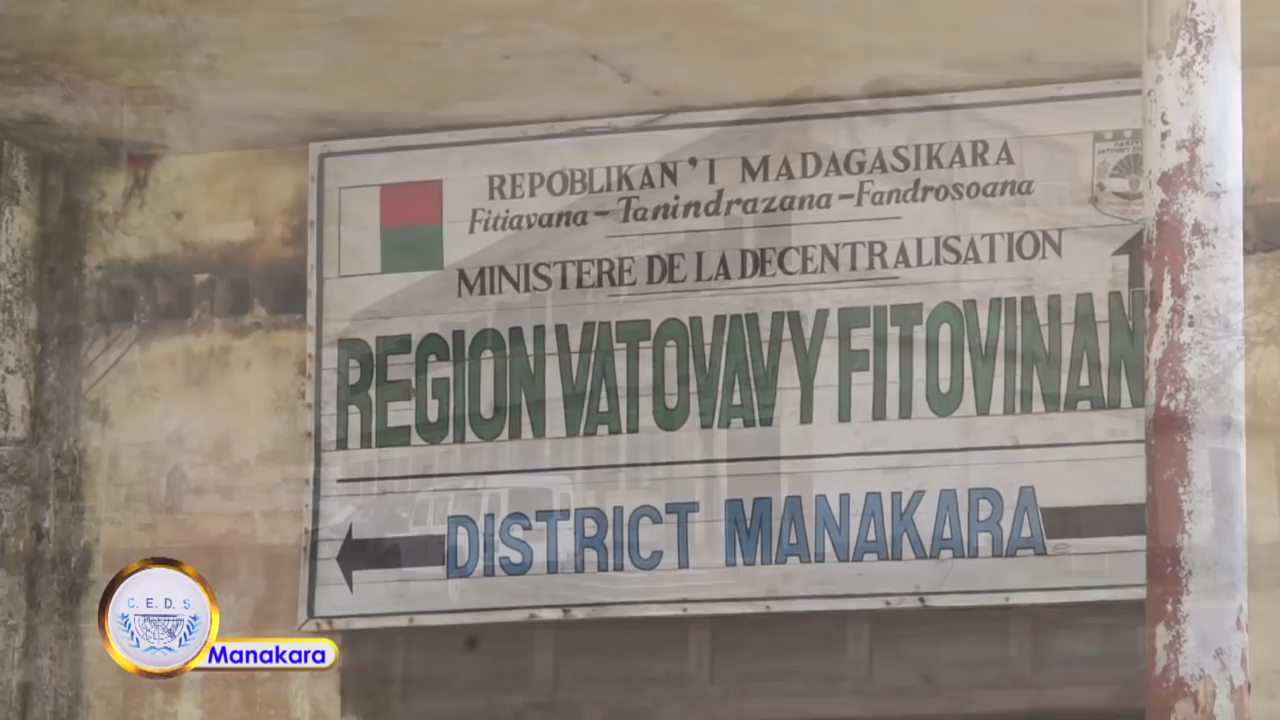 REPOBLIKAN'I MADAGASIKARA
Fitiavana-Tanindrazana-Fandrosoana
MINISTERE DE LA DECENTRALISATION
REGION VATOVAVY FITOVINAN
DISTRICT MANAKARA
C. E. D. S.
Manakara